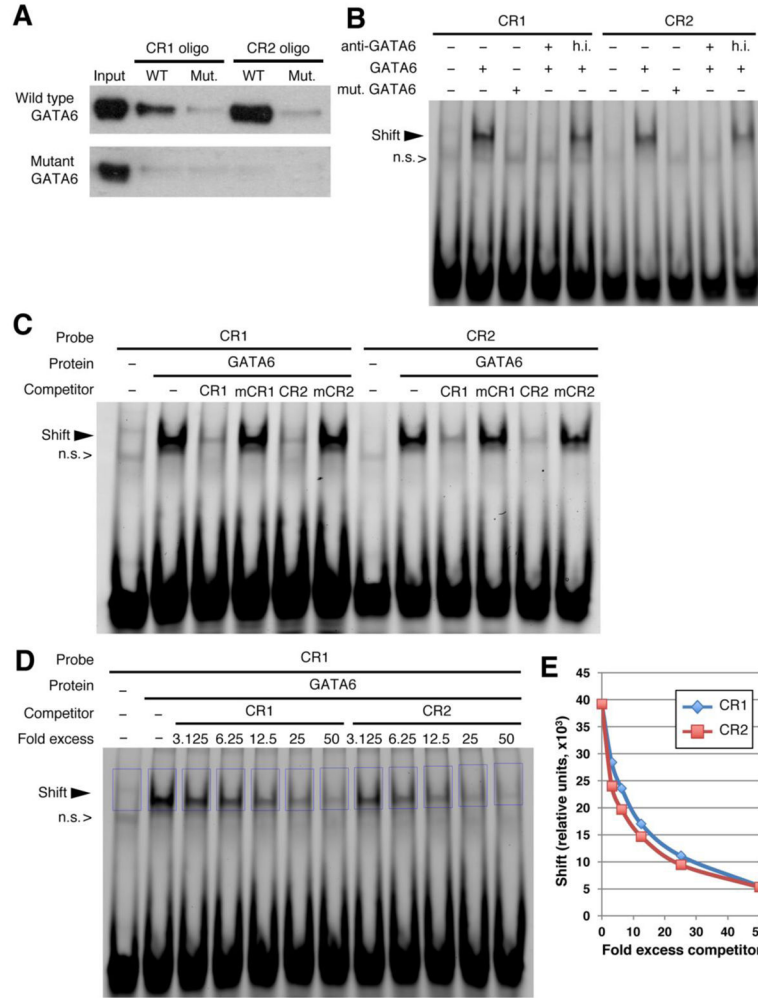 A
CR1 oligo CR2 oligo
Input WT Mut. WT Mut.
Wild type
GATA6
Mutant
GATA6
B
CR1 CR2
anti-GATA6 – – – + h.i. – – – + h.i.
GATA6 – + – + + – + – + +
mut. GATA6 – – + – – – – + – –
Shift
n.s.>
C
Probe CR1 CR2
Protein – GATA6 – GATA6
Competitor – CR1 mCR1 CR2 mCR2 – CR1 mCR1 CR2 mCR2
Shift
n.s.>
D
Probe CR1
Protein – GATA6
Competitor – – CR1 CR2
Fold excess – – 3.125 6.25 12.5 25 50 3.125 6.25 12.5 25 50
Shift
n.s.>
E
45
40
35
30
25
20
15
10
5
0
Shift (relative units, x10³)
CR1
CR2
0 10 20 30 40
Fold excess competitor